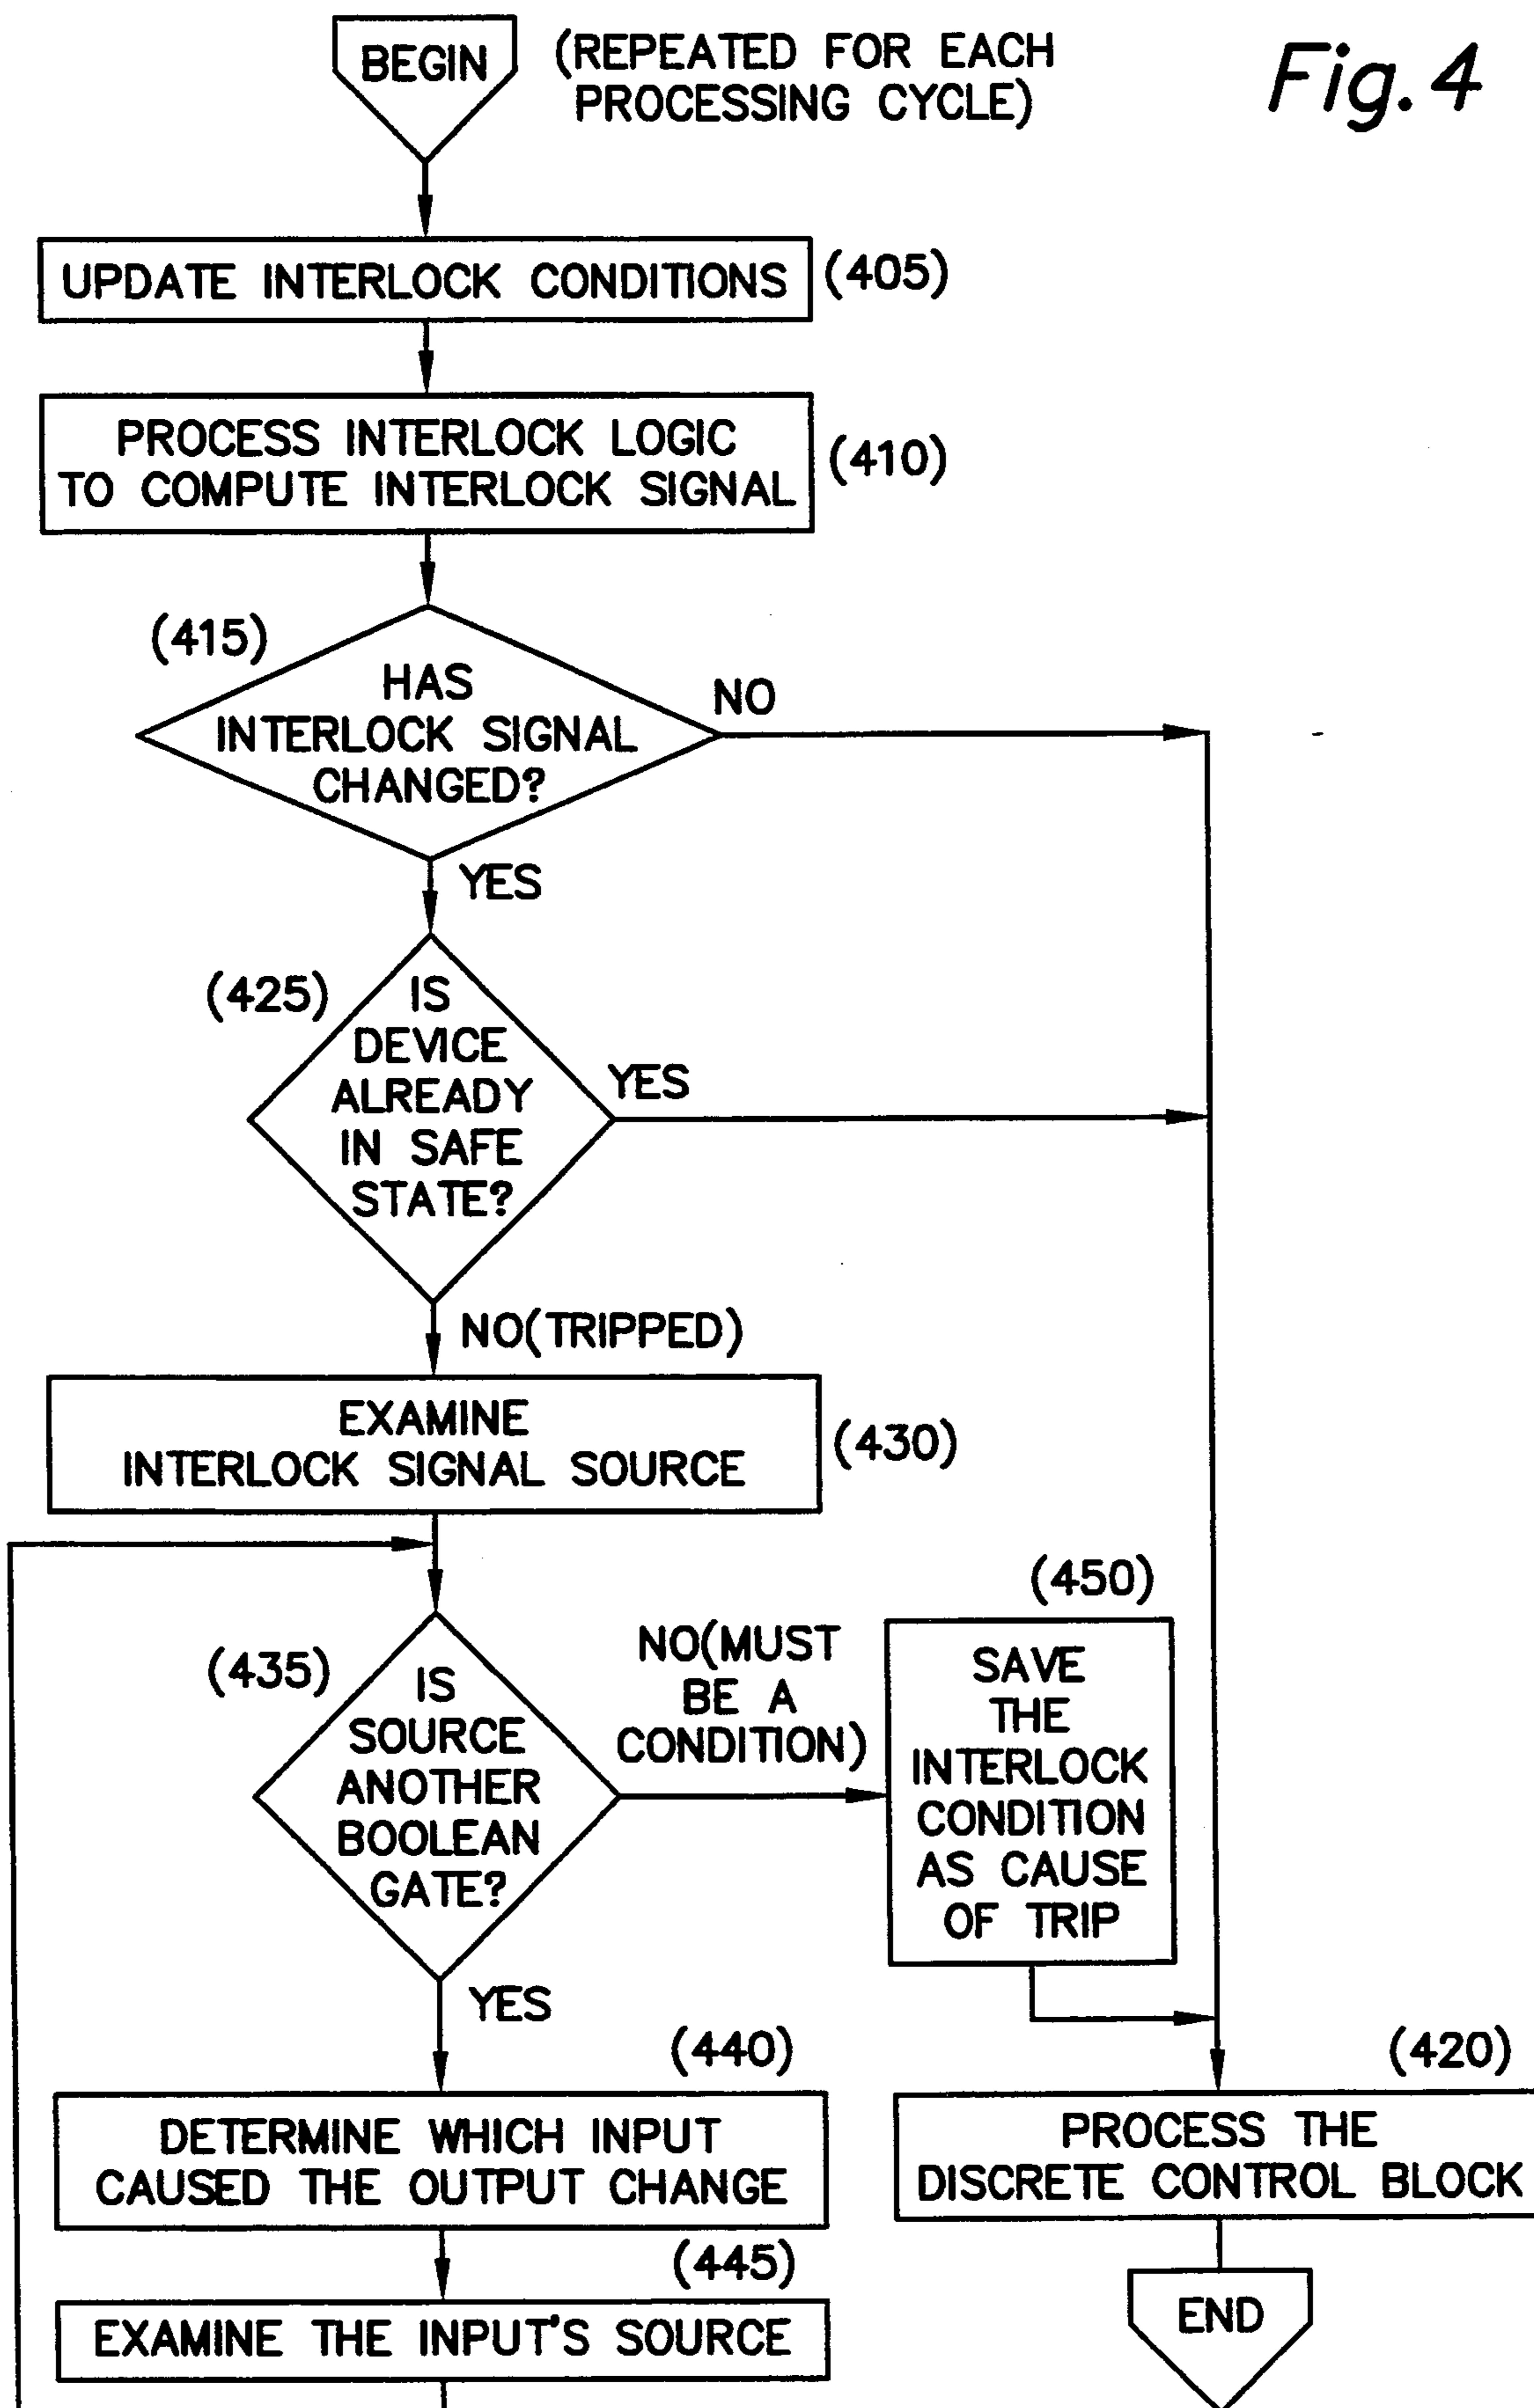 BEGIN
(REPEATED FOR EACH
PROCESSING CYCLE)
Fig. 4
UPDATE INTERLOCK CONDITIONS
(405)
PROCESS INTERLOCK LOGIC
TO COMPUTE INTERLOCK SIGNAL
(410)
(415)
HAS
INTERLOCK SIGNAL
CHANGED?
NO
YES
(425)
IS
DEVICE
ALREADY
IN SAFE
STATE?
YES
NO(TRIPPED)
EXAMINE
INTERLOCK SIGNAL SOURCE
(430)
(435)
IS
SOURCE
ANOTHER
BOOLEAN
GATE?
NO(MUST
BE A
CONDITION)
(450)
SAVE
THE
INTERLOCK
CONDITION
AS CAUSE
OF TRIP
YES
(440)
DETERMINE WHICH INPUT
CAUSED THE OUTPUT CHANGE
(445)
EXAMINE THE INPUT'S SOURCE
(420)
PROCESS THE
DISCRETE CONTROL BLOCK
END